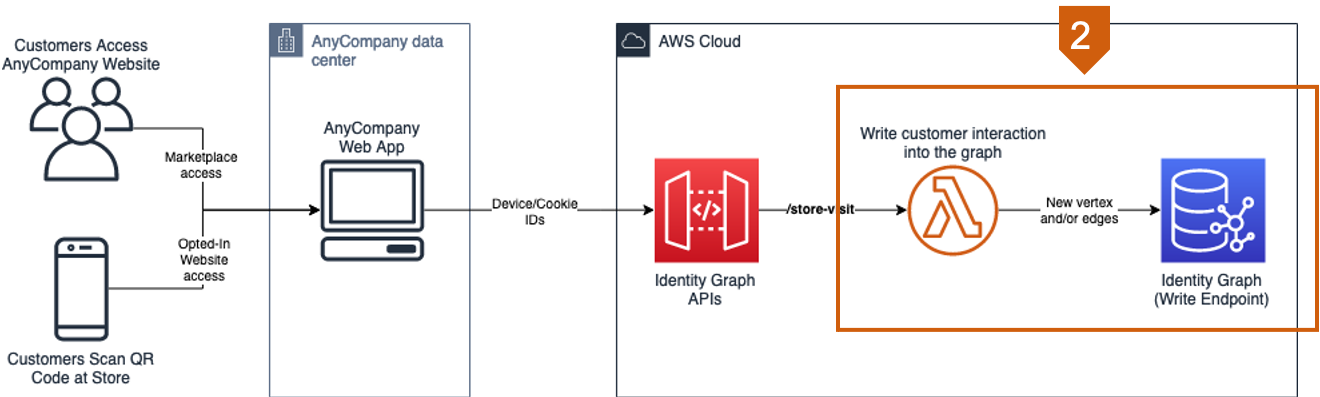 Customers Access
AnyCompany Website
Marketplace
access
Opted-In
Website
access
Customers Scan QR
Code at Store
AnyCompany data
center
AnyCompany
Web App
Device/Cookie
IDs
AWS Cloud
2
Identity Graph
APIs
/store-visit
Write customer interaction
into the graph
New vertex
and/or edges
Identity Graph
(Write Endpoint)